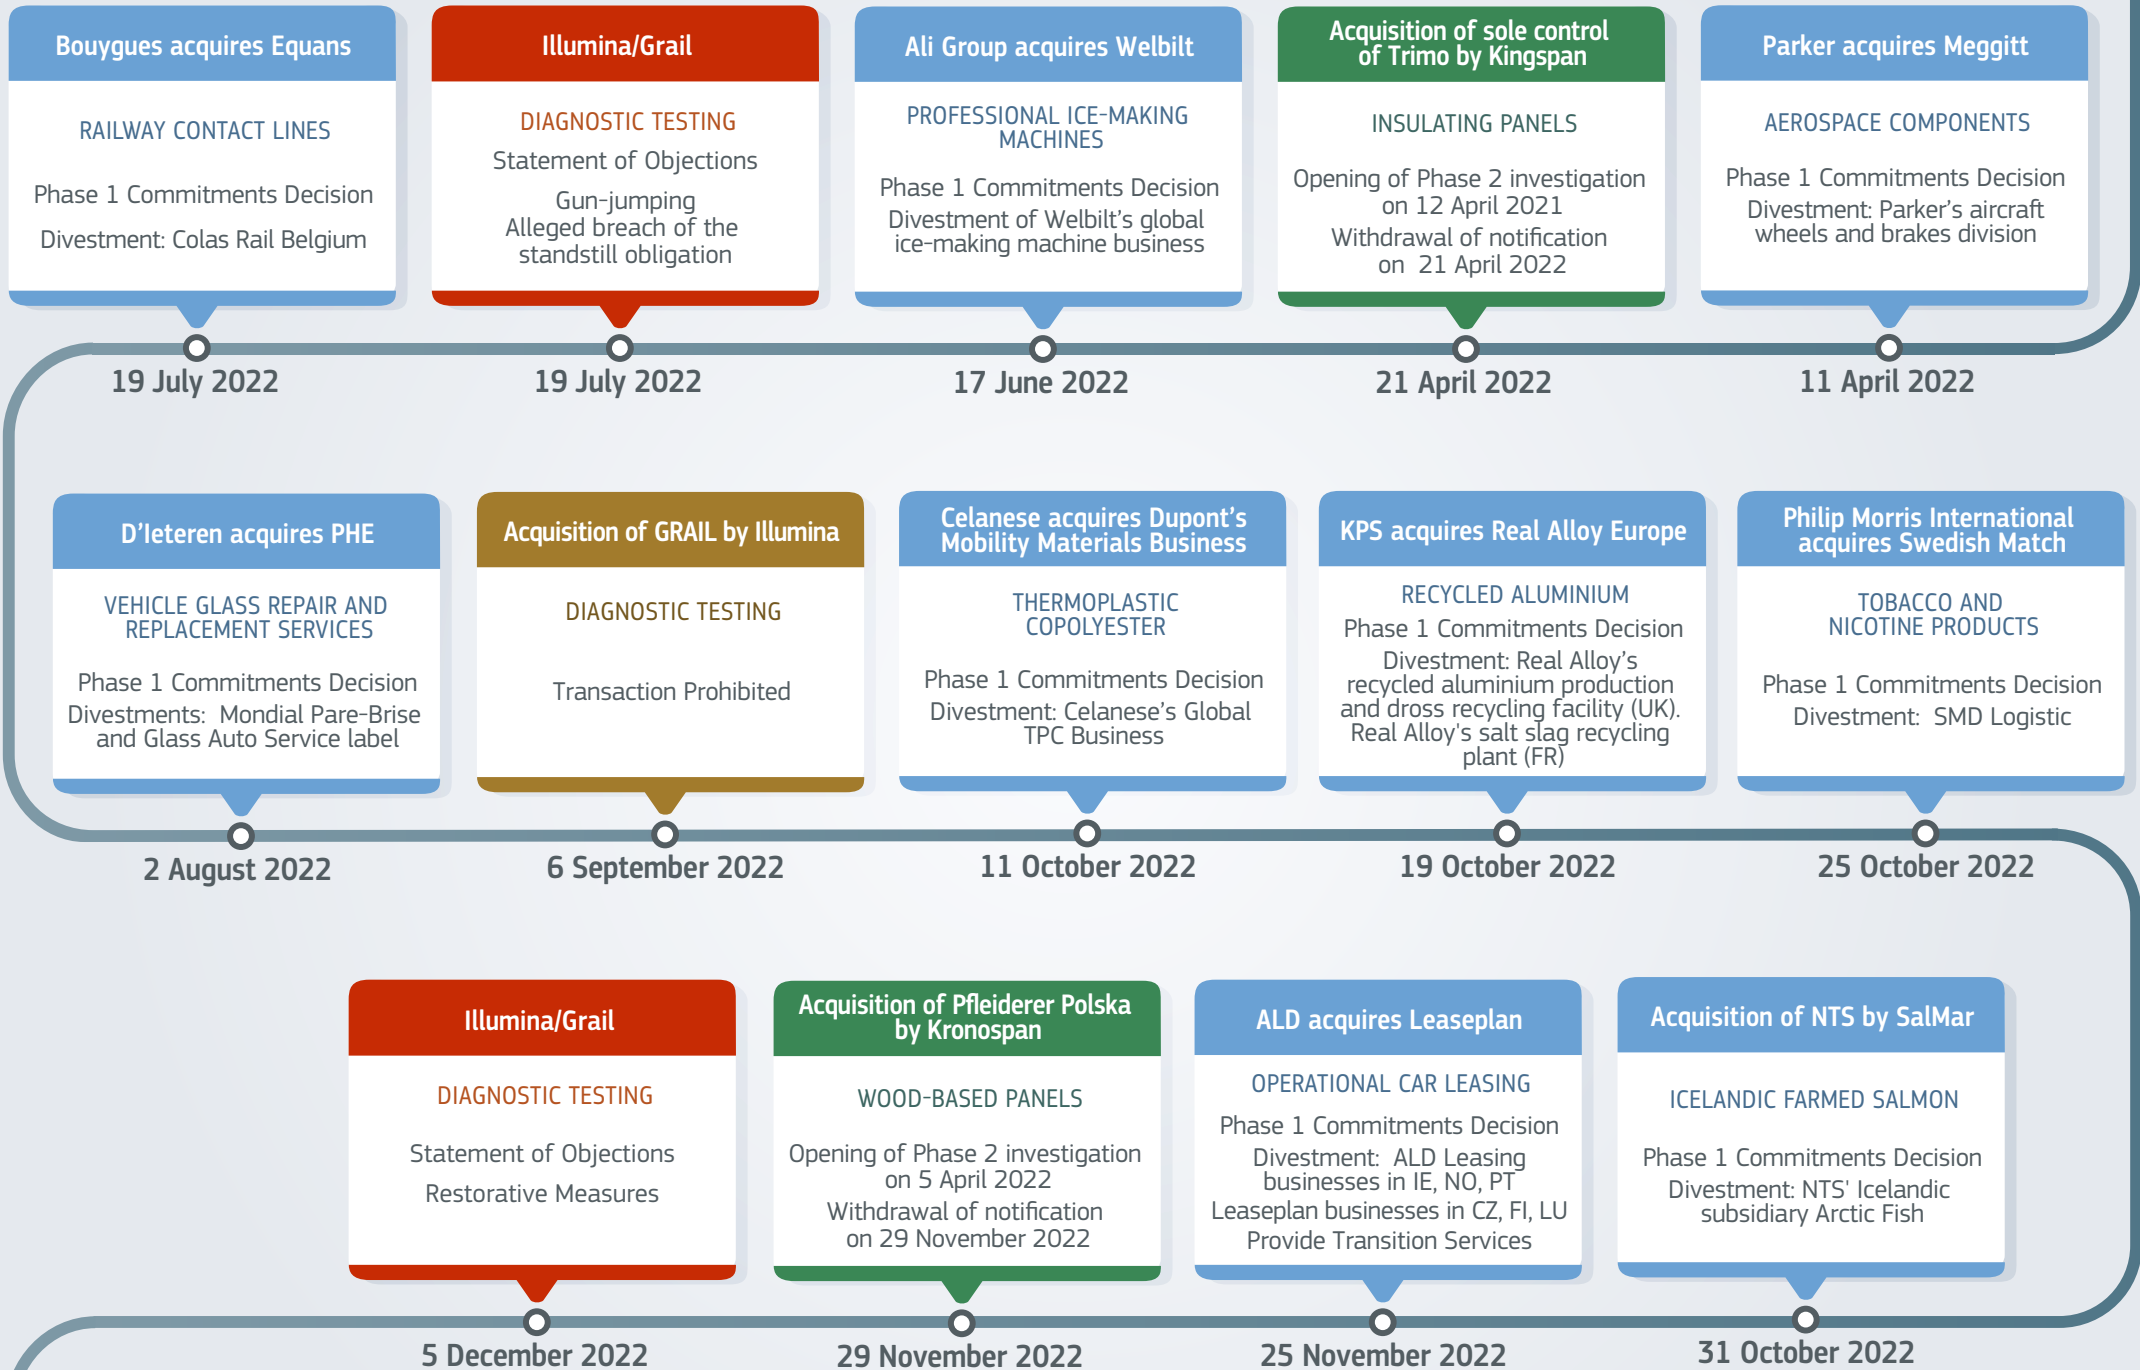 Bouygues acquires Equans
RAILWAY CONTACT LINES
Phase 1 Commitments Decision
Divestment: Colas Rail Belgium
19 July 2022
Illumina/Grail
DIAGNOSTIC TESTING
Statement of Objections
Gun-jumping
Alleged breach of the
standstill obligation
19 July 2022
Ali Group acquires Welbilt
PROFESSIONAL ICE-MAKING
MACHINES
Phase 1 Commitments Decision
Divestment of Welbilt's global
ice-making machine business
17 June 2022
Acquisition of sole control
of Trimo by Kingspan
INSULATING PANELS
Opening of Phase 2 investigation
on 12 April 2021
Withdrawal of notification
on 21 April 2022
21 April 2022
Parker acquires Meggitt
AEROSPACE COMPONENTS
Phase 1 Commitments Decision
Divestment: Parker's aircraft
wheels and brakes division
11 April 2022
D'Ieteren acquires PHE
VEHICLE GLASS REPAIR AND
REPLACEMENT SERVICES
Phase 1 Commitments Decision
Divestments: Mondial Pare-Brise
and Glass Auto Service label
2 August 2022
Acquisition of GRAIL by Illumina
DIAGNOSTIC TESTING
Transaction Prohibited
6 September 2022
Celanese acquires Dupont's
Mobility Materials Business
THERMOPLASTIC
COPOLYESTER
Phase 1 Commitments Decision
Divestment: Celanese's Global
TPC Business
11 October 2022
KPS acquires Real Alloy Europe
RECYCLED ALUMINIUM
Phase 1 Commitments Decision
Divestment: Real Alloy's
recycled aluminium production
and dross recycling facility (UK).
Real Alloy's salt slag recycling
plant (FR)
19 October 2022
Philip Morris International
acquires Swedish Match
TOBACCO AND
NICOTINE PRODUCTS
Phase 1 Commitments Decision
Divestment: SMD Logistic
25 October 2022
Illumina/Grail
DIAGNOSTIC TESTING
Statement of Objections
Restorative Measures
5 December 2022
Acquisition of Pfleiderer Polska
by Kronospan
WOOD-BASED PANELS
Opening of Phase 2 investigation
on 5 April 2022
Withdrawal of notification
on 29 November 2022
29 November 2022
ALD acquires Leaseplan
OPERATIONAL CAR LEASING
Phase 1 Commitments Decision
Divestment: ALD Leasing
businesses in IE, NO, PT
Leaseplan businesses in CZ, FI, LU
Provide Transition Services
25 November 2022
Acquisition of NTS by SalMar
ICELANDIC FARMED SALMON
Phase 1 Commitments Decision
Divestment: NTS' Icelandic
subsidiary Arctic Fish
31 October 2022